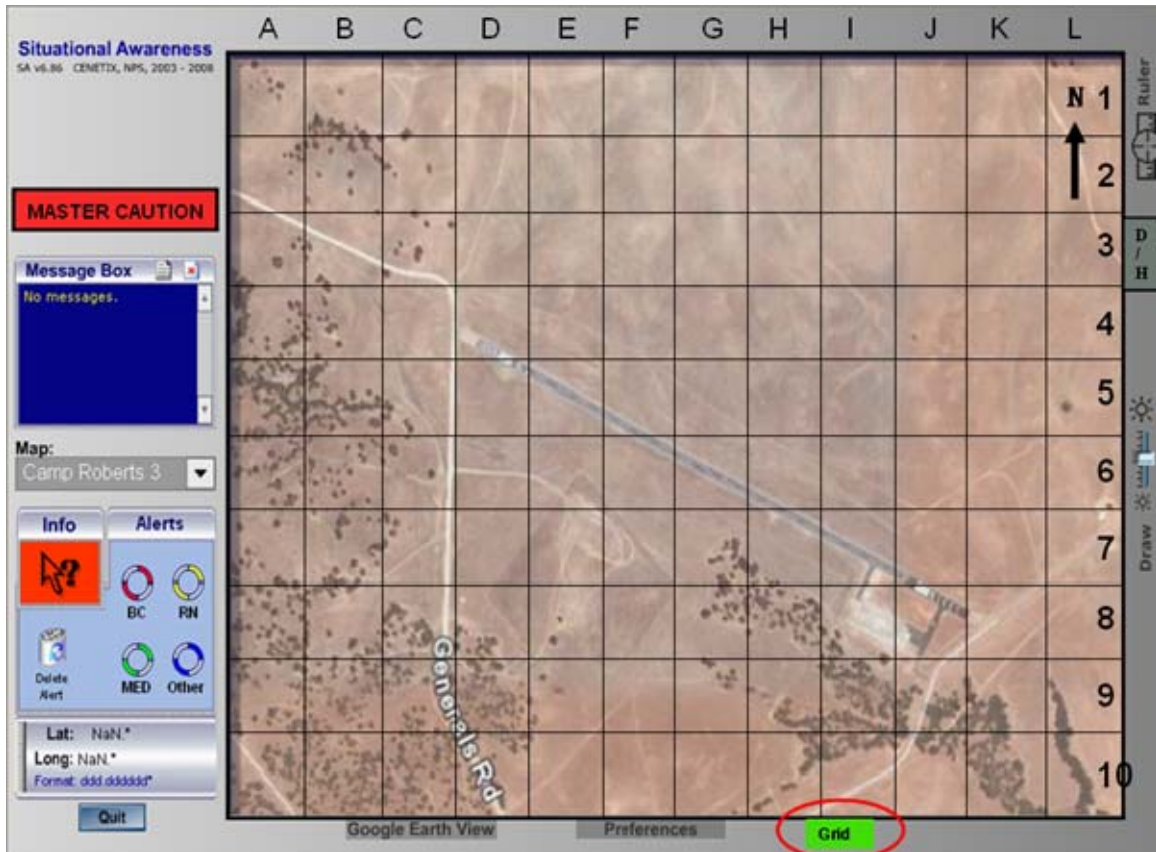 A B C D E F G H I J K L
Situational Awareness
SA v6.86 CENETIX, NPS, 2003 - 2008
MASTER CAUTION
Message Box
No messages.
Map:
Camp Roberts 3
Info
Alerts
?
BC
RN
Delete
Alert
MED
Other
Lat: NaN.°
Long: NaN.°
Format: ddd.dddddd°
Quit
N
1
2
3
4
5
6
7
8
9
10
Generals Rd
Ruler
D
/
H
Draw
Google Earth View
Preferences
Grid